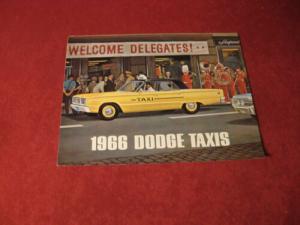 WELCOME DELEGATES!
TAXI
1966 DODGE TAXIS